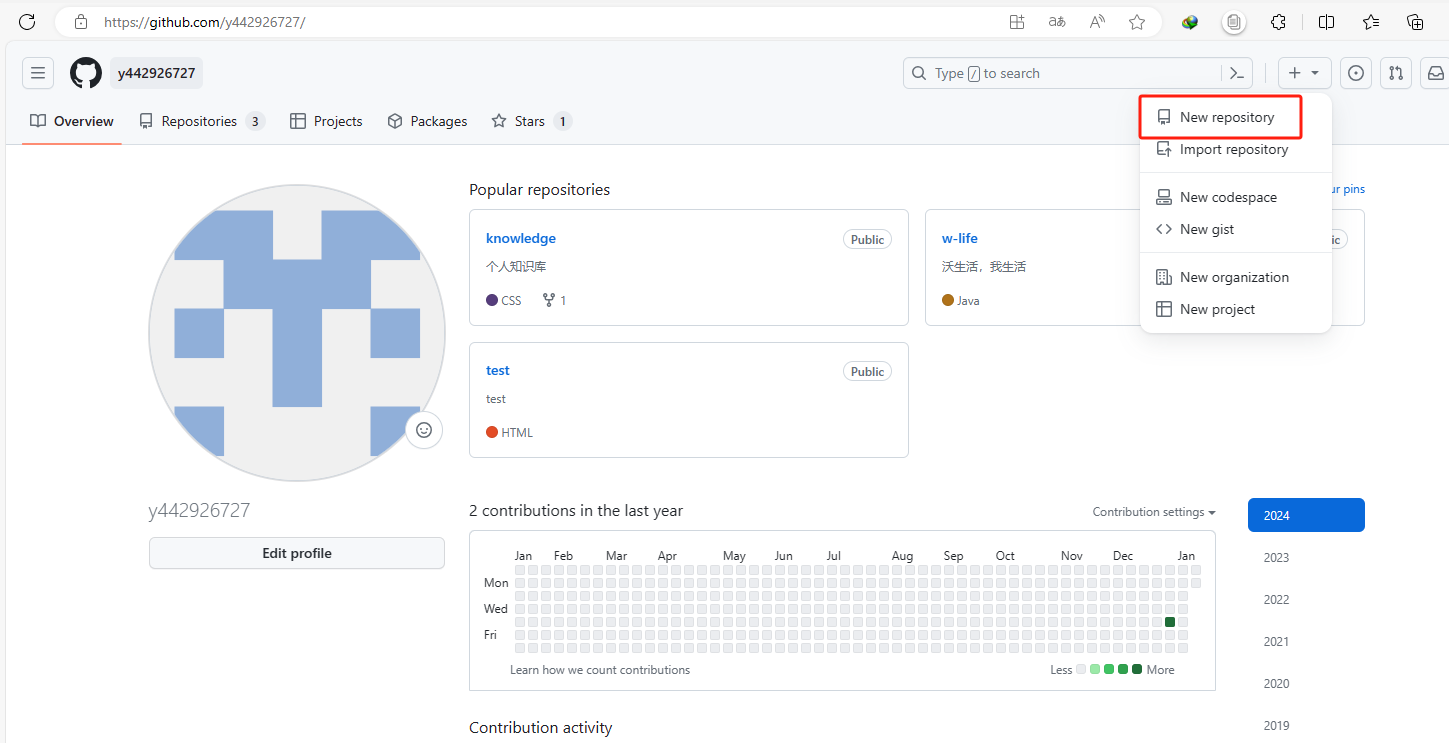 https://github.com/y442926727/
y442926727
Type / to search
Overview
Repositories 3
Projects
Packages
Stars 1
New repository
Import repository
New codespace
New gist
New organization
New project
Popular repositories
ur pins
knowledge
Public
个人知识库
CSS
1
w-life
ic
沃生活，我生活
Java
test
Public
test
HTML
y442926727
Edit profile
2 contributions in the last year
Contribution settings
Jan Feb Mar Apr May Jun Jul Aug Sep Oct Nov Dec Jan
Mon
Wed
Fri
Learn how we count contributions
Less
More
2024
2023
2022
2021
2020
2019
Contribution activity